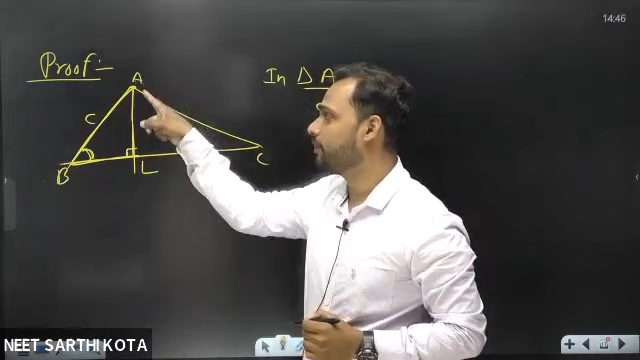 14:46
Proof :-
In Δ A
A
C
B
L
C
NEET SARTHI KOTA